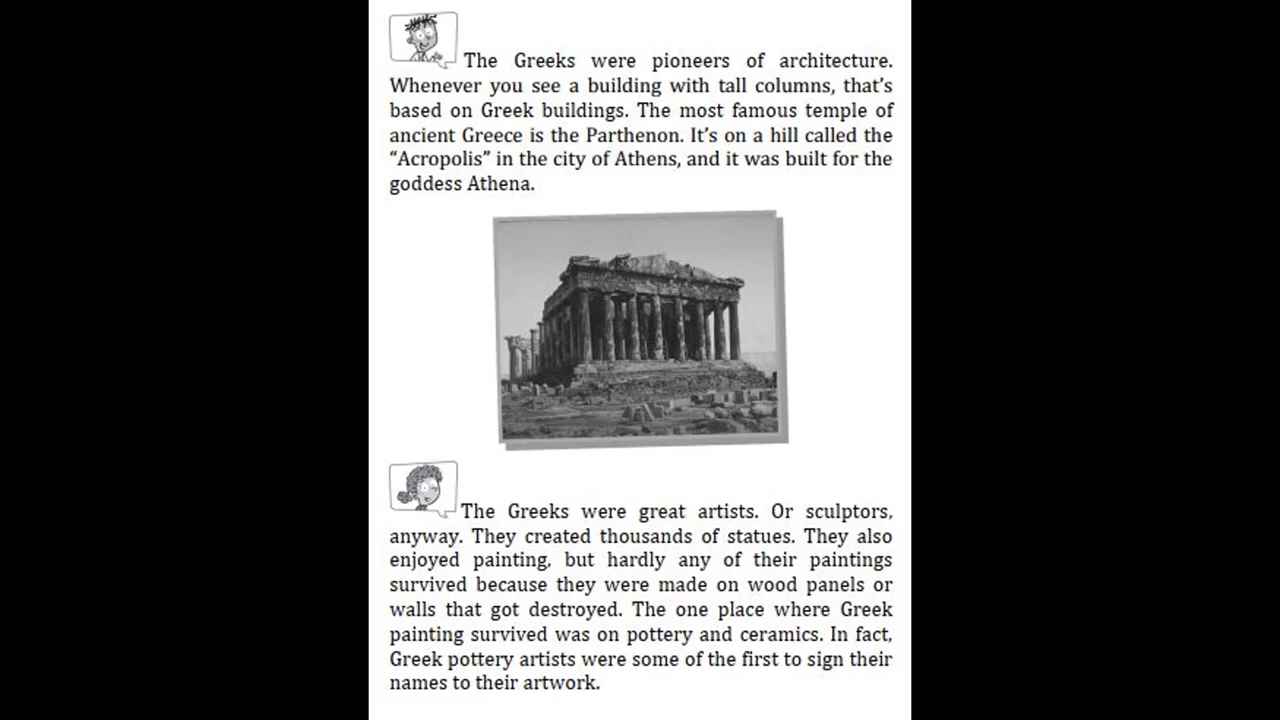 The Greeks were pioneers of architecture.
Whenever you see a building with tall columns, that's
based on Greek buildings. The most famous temple of
ancient Greece is the Parthenon. It's on a hill called the
“Acropolis” in the city of Athens, and it was built for the
goddess Athena.
The Greeks were great artists. Or sculptors,
anyway. They created thousands of statues. They also
enjoyed painting, but hardly any of their paintings
survived because they were made on wood panels or
walls that got destroyed. The one place where Greek
painting survived was on pottery and ceramics. In fact,
Greek pottery artists were some of the first to sign their
names to their artwork.